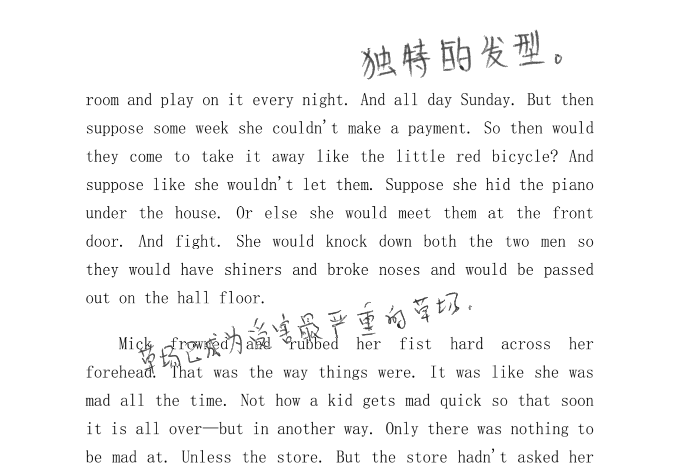 独特的发型。
room and play on it every night. And all day Sunday. But then
suppose some week she couldn't make a payment. So then would
they come to take it away like the little red bicycle? And
suppose like she wouldn't let them. Suppose she hid the piano
under the house. Or else she would meet them at the front
door. And fight. She would knock down both the two men so
they would have shiners and broke noses and would be passed
out on the hall floor.
草场已成为蝗害最严重的草场.
Mick frowned and rubbed her fist hard across her
forehead. That was the way things were. It was like she was
mad all the time. Not how a kid gets mad quick so that soon
it is all over—but in another way. Only there was nothing to
be mad at. Unless the store. But the store hadn't asked her